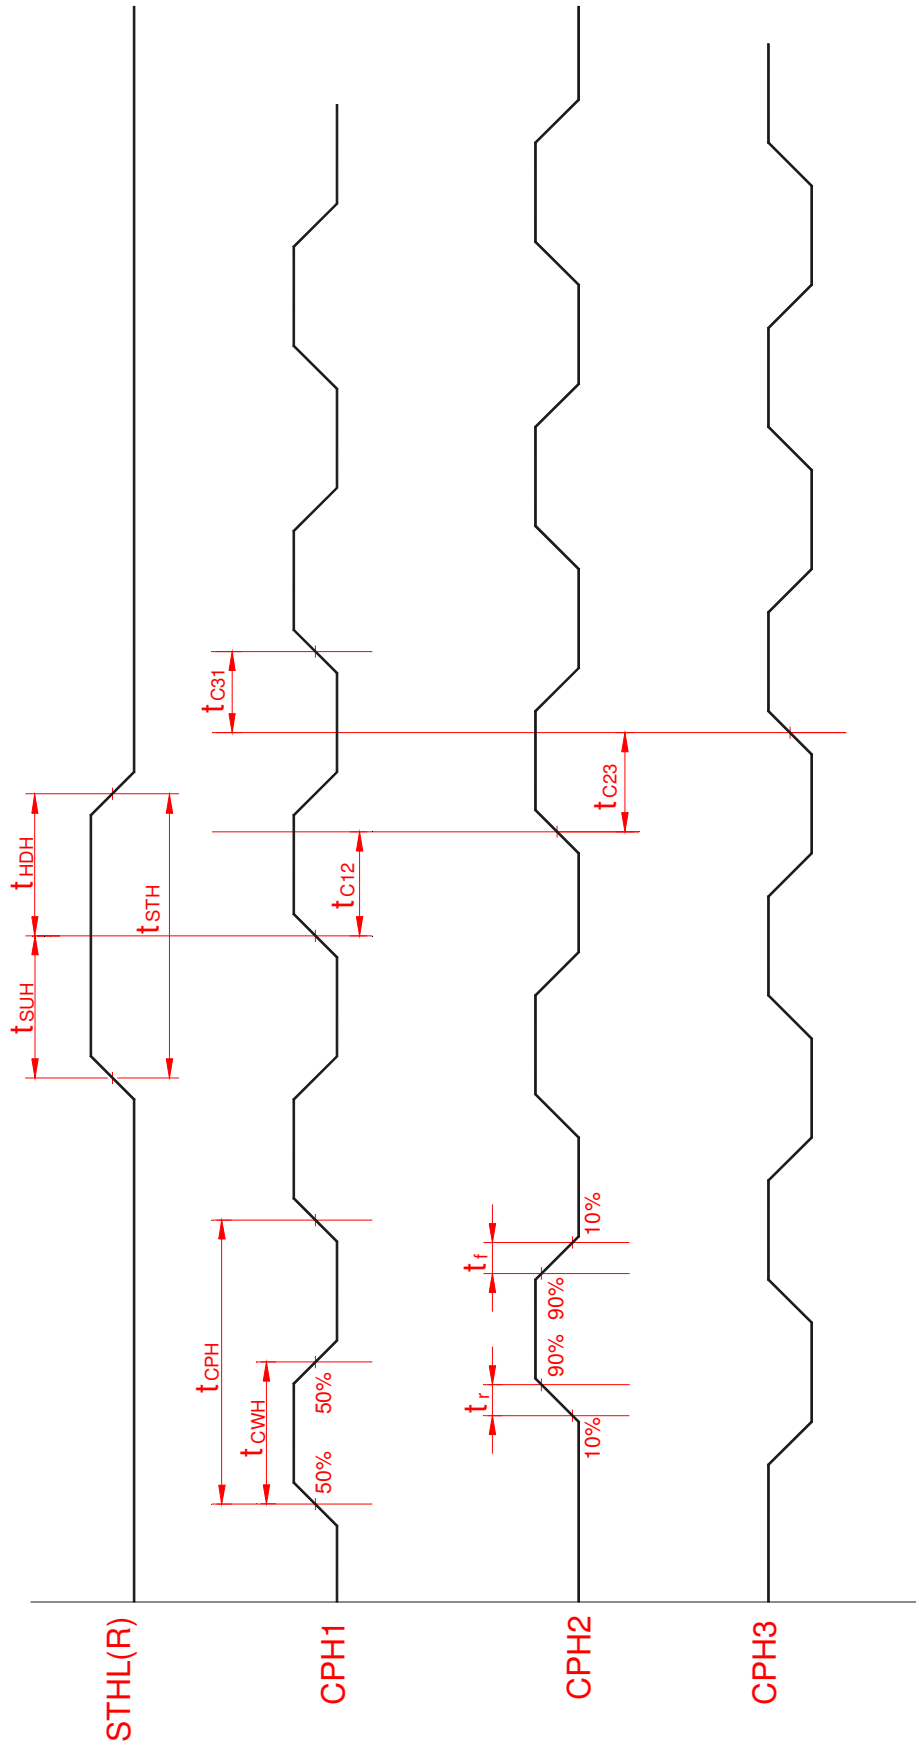 STHL(R)
tSUH
tHDH
tSTH
CPH1
tCPH
tCWH
50%
50%
tC12
tC31
CPH2
tr
tf
10%
90%
90%
10%
tC23
CPH3